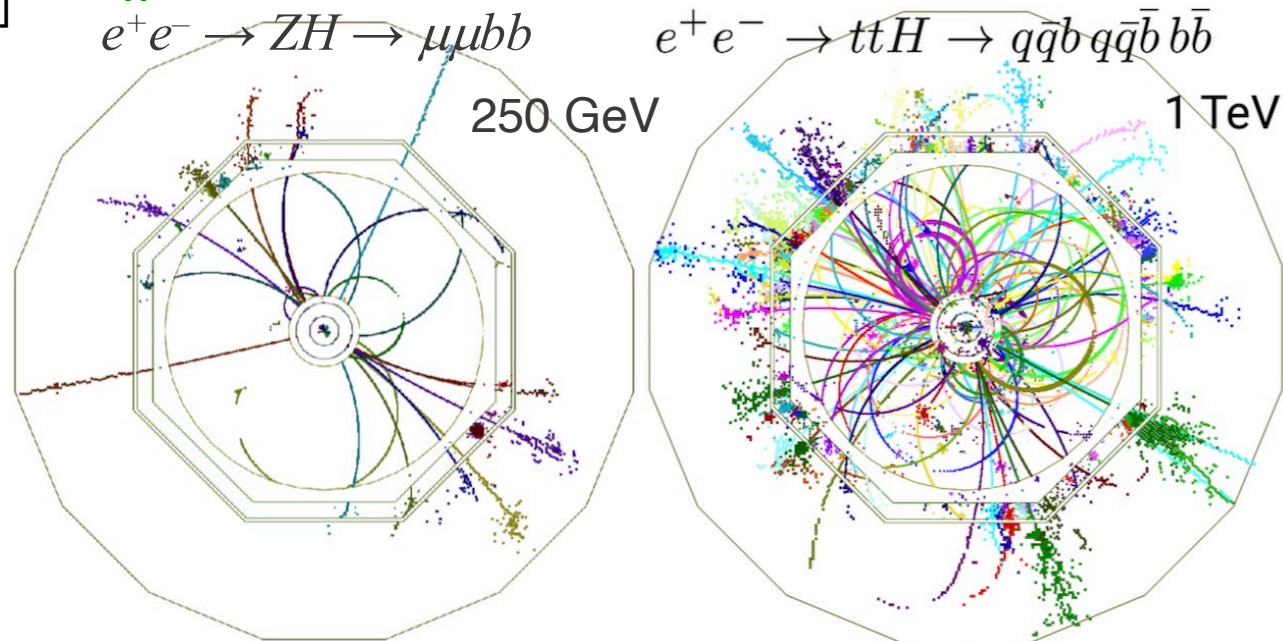 ]
e⁺e⁻ → ZH → μμbb
250 GeV
e⁺e⁻ → ttH → qq̄b qq̄b̄ bb̄
1 TeV